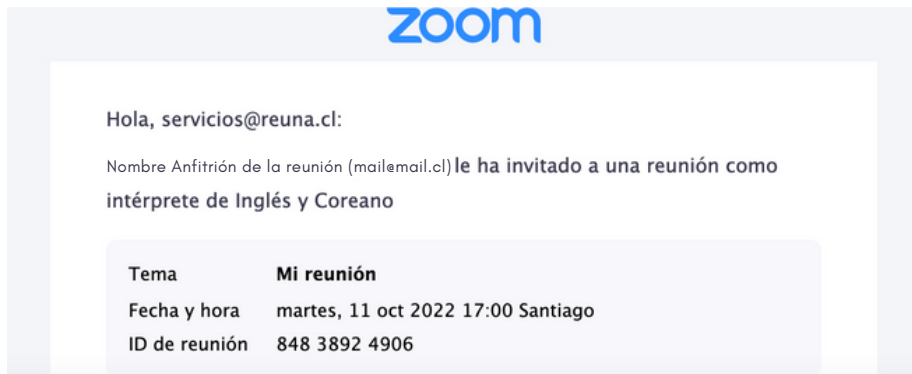 zoom
Hola, servicios@reuna.cl:
Nombre Anfitrión de la reunión (mail@mail.cl) le ha invitado a una reunión como
intérprete de Inglés y Coreano
Tema Mi reunión
Fecha y hora martes, 11 oct 2022 17:00 Santiago
ID de reunión 848 3892 4906